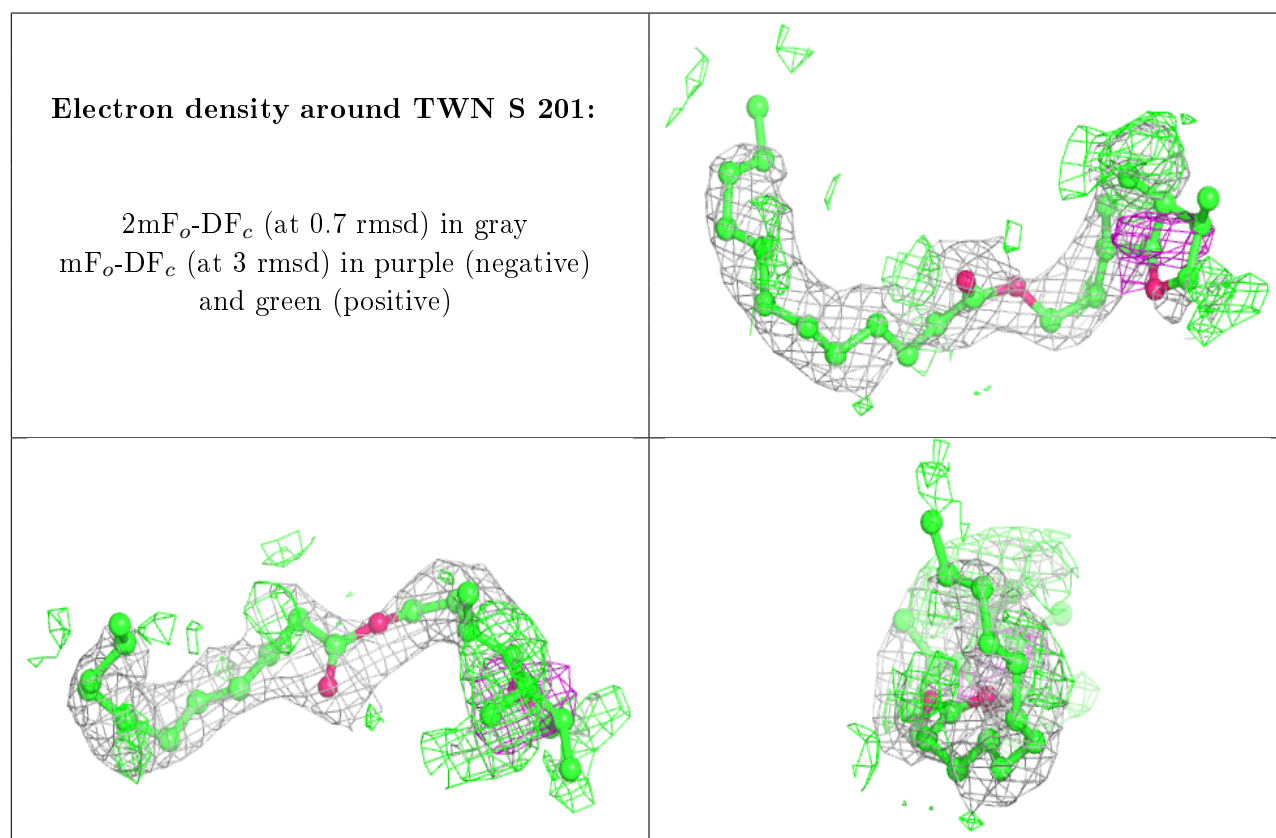 Electron density around TWN S 201:
2mFo-DFc (at 0.7 rmsd) in gray
mFo-DFc (at 3 rmsd) in purple (negative)
and green (positive)